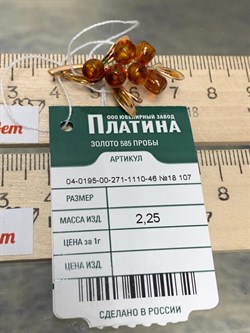 ООО ЮВЕЛИРНЫЙ ЗАВОД
ПЛАТИНА
ЗОЛОТО 585 ПРОБЫ
АРТИКУЛ
04-0195-00-271-1110-46 №18 107
РАЗМЕР
МАССА ИЗД. 2,25
ЦЕНА за 1г
ЦЕНА ИЗД.
СДЕЛАНО В РОССИИ